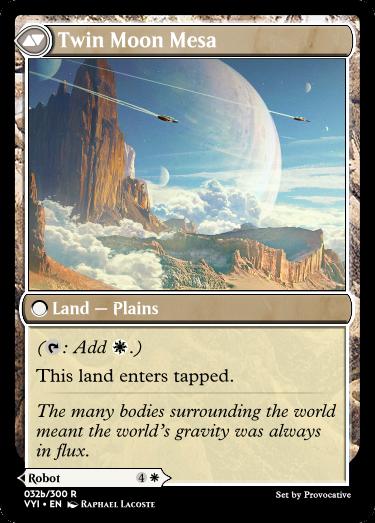 Twin Moon Mesa
Land — Plains
(: Add .)
This land enters tapped.
The many bodies surrounding the world
meant the world's gravity was always
in flux.
Robot 4
032b/300 R
VYI • EN Raphael Lacoste
Set by Provocative